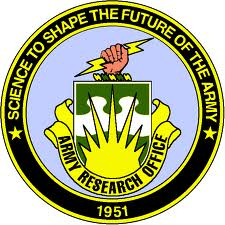 SCIENCE TO SHAPE THE FUTURE OF THE ARMY
ARMY RESEARCH OFFICE
1951